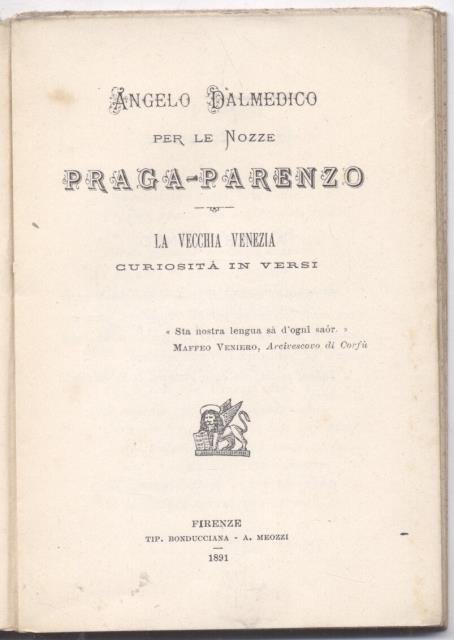 ANGELO DALMEDICO
PER LE NOZZE
PRAGA-PARENZO
LA VECCHIA VENEZIA
CURIOSITÀ IN VERSI
« Sta nostra lengua sà d'ogni saór. »
MAFFEO VENIERO, Arcivescovo di Corfù
FIRENZE
TIP. BONDUCCIANA - A. MEOZZI
1891